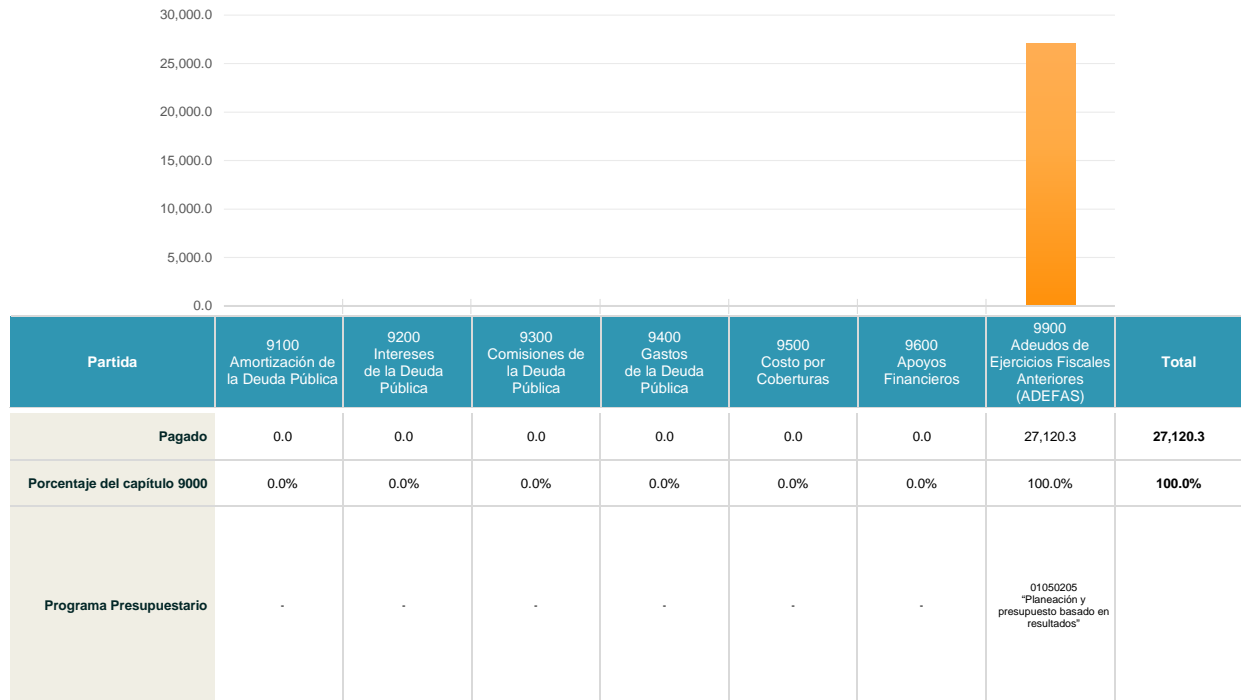 30,000.0
25,000.0
20,000.0
15,000.0
10,000.0
5,000.0
0.0
Partida
9100
Amortización de
la Deuda Pública
9200
Intereses
de la Deuda
Pública
9300
Comisiones de
la Deuda
Pública
9400
Gastos
de la Deuda
Pública
9500
Costo por
Coberturas
9600
Apoyos
Financieros
9900
Adeudos de
Ejercicios Fiscales
Anteriores
(ADEFAS)
Total
Pagado 0.0 0.0 0.0 0.0 0.0 0.0 27,120.3 27,120.3
Porcentaje del capítulo 9000 0.0% 0.0% 0.0% 0.0% 0.0% 0.0% 100.0% 100.0%
Programa Presupuestario - - - - - -
01050205
“Planeación y
presupuesto basado en
resultados”